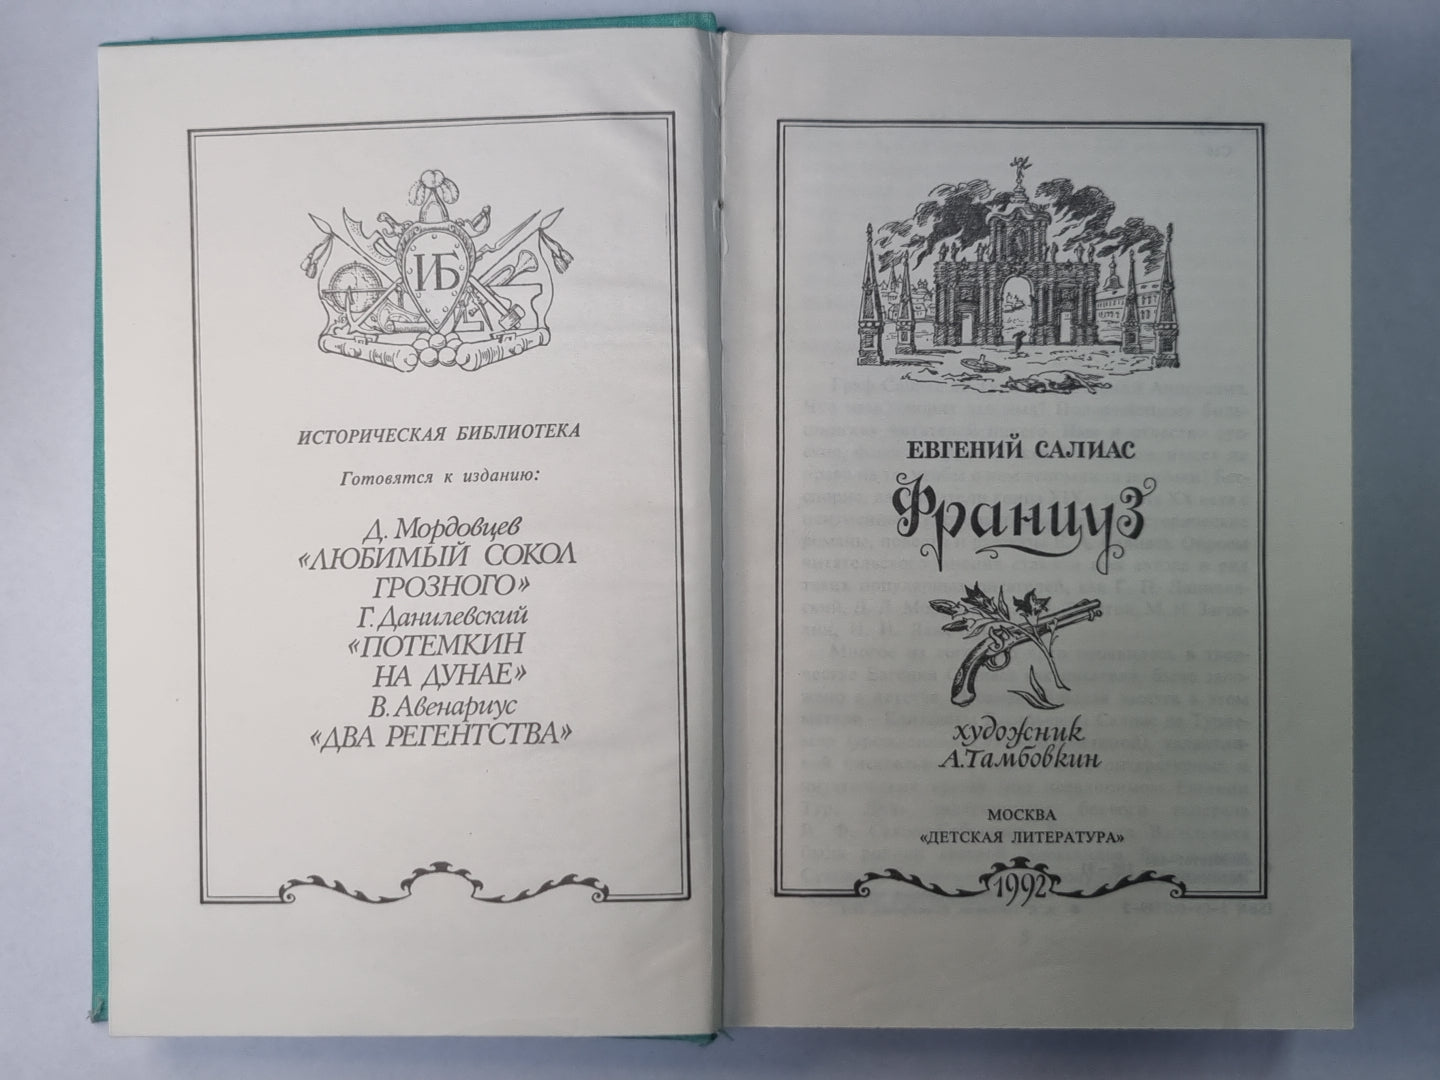 ИБ
ИСТОРИЧЕСКАЯ БИБЛИОТЕКА
Готовятся к изданию:
Д. Мордовцев
«ЛЮБИМЫЙ СОКОЛ
ГРОЗНОГО»
Г. Данилевский
«ПОТЕМКИН
НА ДУНАЕ»
В. Авенариус
«ДВА РЕГЕНТСТВА»
ЕВГЕНИЙ САЛИАС
Француз
художник
А.Тамбовкин
МОСКВА
«ДЕТСКАЯ ЛИТЕРАТУРА»
1992